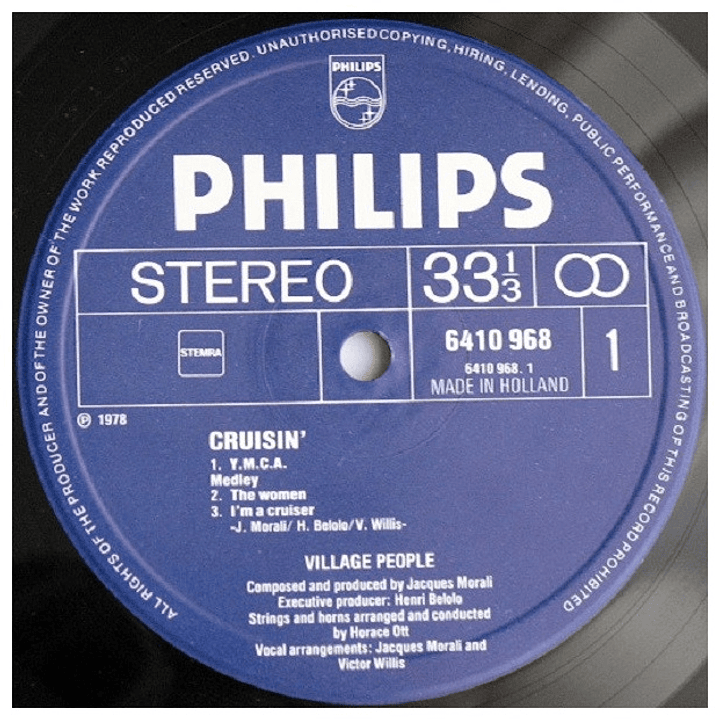 ALL RIGHTS OF THE PRODUCER AND OF THE OWNER OF THE WORK REPRODUCED RESERVED. UNAUTHORISED COPYING, HIRING, LENDING, PUBLIC PERFORMANCE AND BROADCASTING OF THIS RECORD PROHIBITED
PHILIPS
PHILIPS
STEREO
33 1/3
STEMRA
6410 968
6410 968. 1
MADE IN HOLLAND
1
℗ 1978
CRUISIN'
1. Y.M.C.A.
Medley
2. The women
3. I'm a cruiser
-J. Morali/ H. Belolo/V. Willis-
VILLAGE PEOPLE
Composed and produced by Jacques Morali
Executive producer: Henri Belolo
Strings and horns arranged and conducted
by Horace Ott
Vocal arrangements: Jacques Morali and
Victor Willis